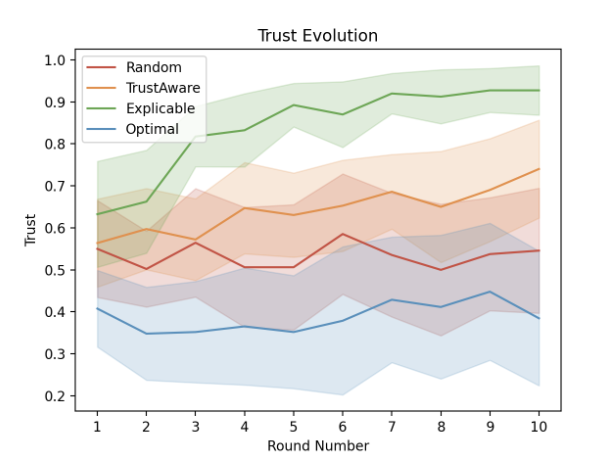 Trust Evolution
1.0
0.9
0.8
0.7
0.6
0.5
0.4
0.3
0.2
Trust
Random
TrustAware
Explicable
Optimal
1 2 3 4 5 6 7 8 9 10
Round Number